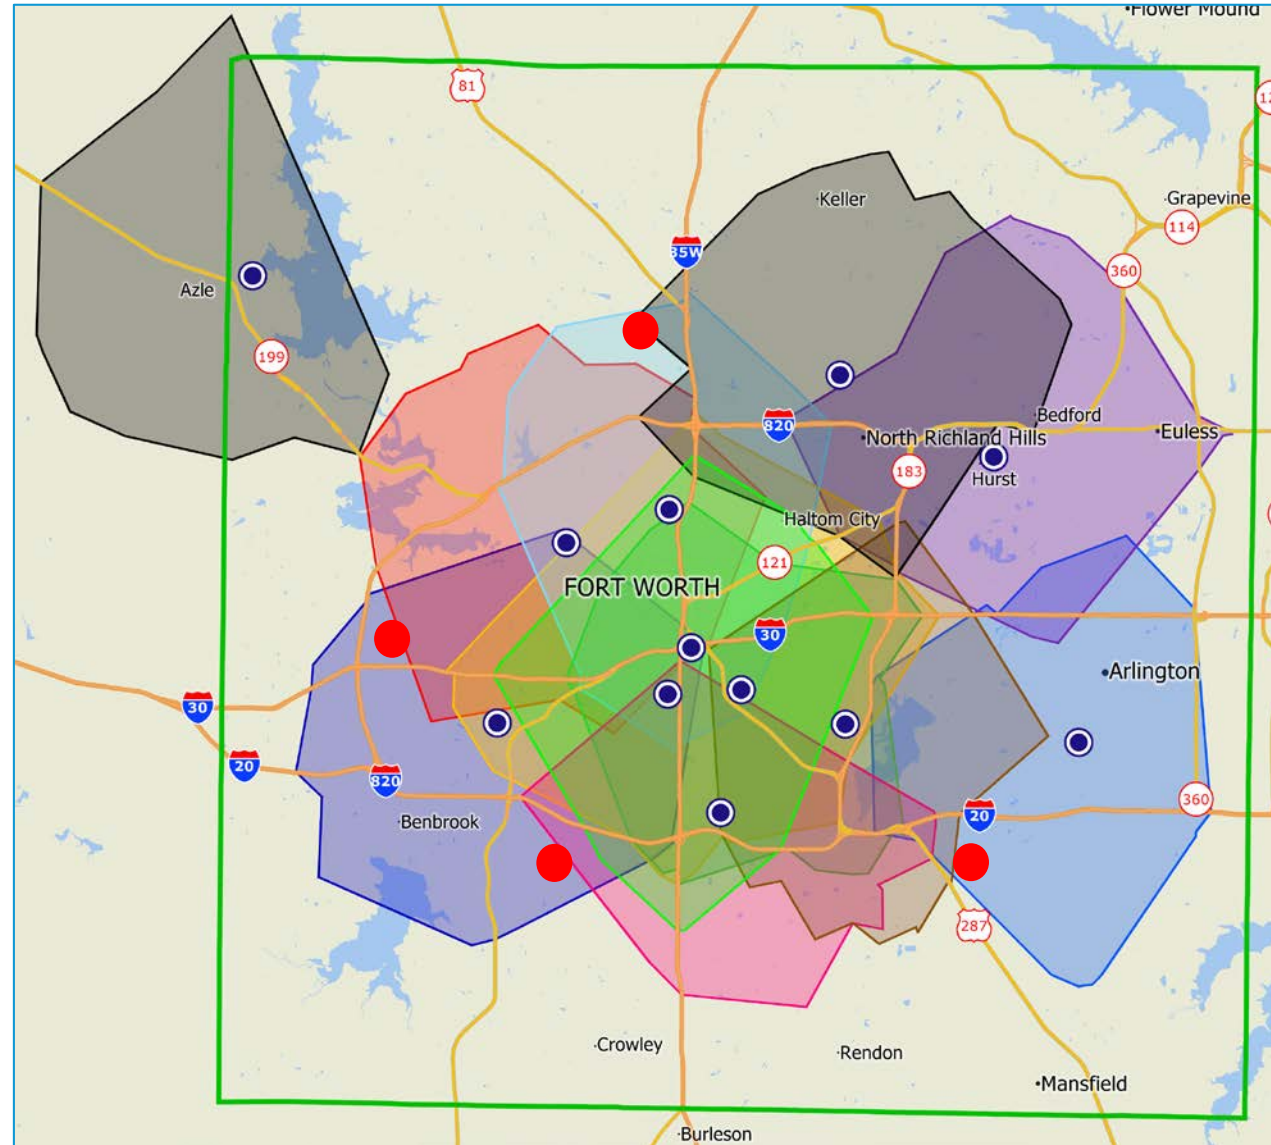 Flower Mound
81
Keller
Grapevine
114
35W
360
Azle
199
Bedford
820
North Richland Hills
Euless
183
Hurst
Haltom City
121
FORT WORTH
30
Arlington
30
20
820
360
Benbrook
20
287
Crowley
Rendon
Mansfield
Burleson